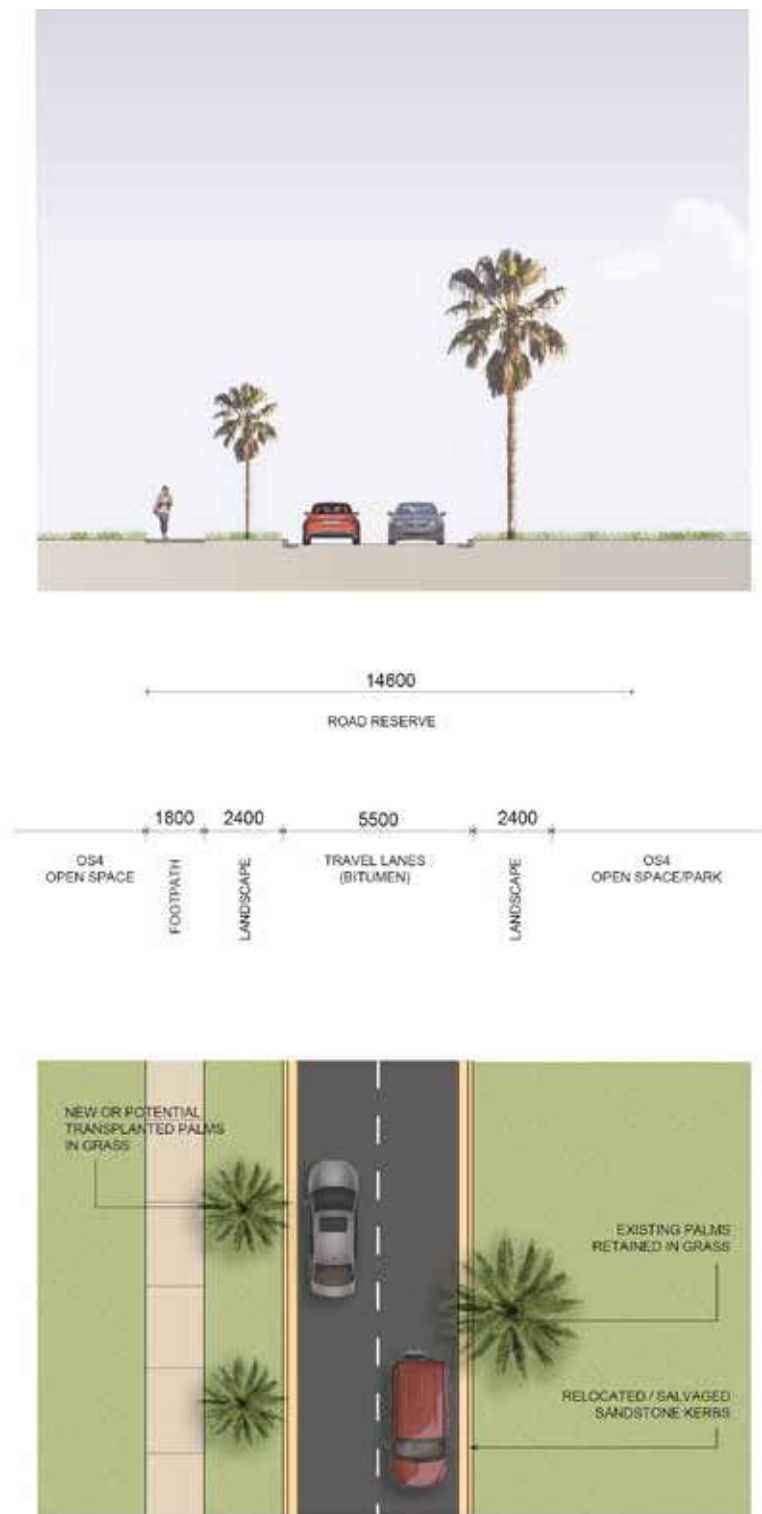 14600
ROAD RESERVE
1800 2400 5500 2400
OS4
OPEN SPACE
FOOTPATH
LANDSCAPE
TRAVEL LANES
(BITUMEN)
LANDSCAPE
OS4
OPEN SPACE/PARK
NEW OR POTENTIAL
TRANSPLANTED PALMS
IN GRASS
EXISTING PALMS
RETAINED IN GRASS
RELOCATED / SALVAGED
SANDSTONE KERBS